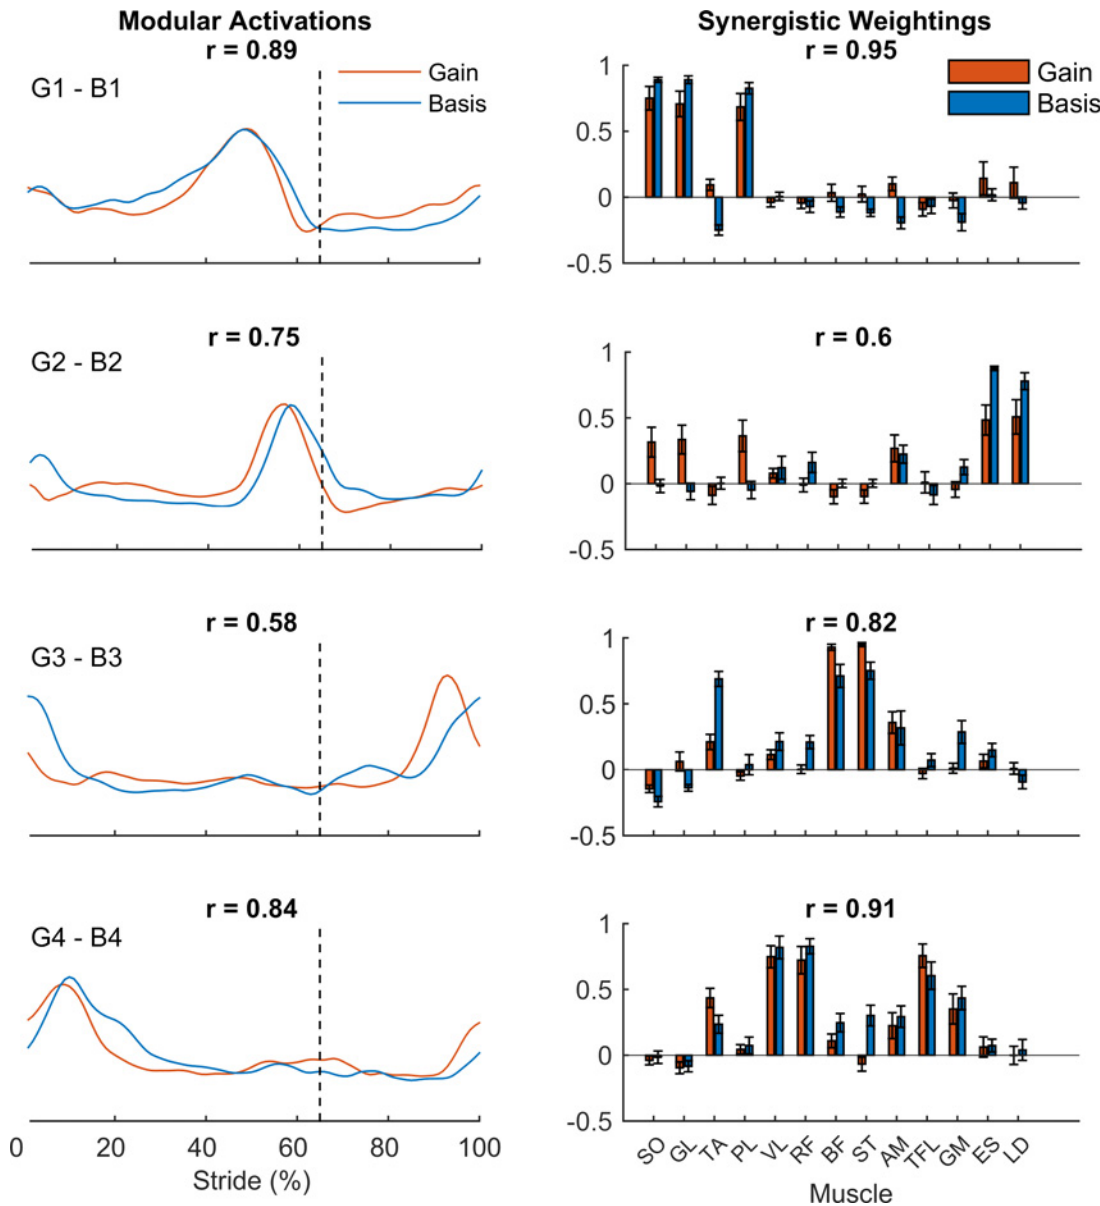 Modular Activations
r = 0.89
G1 - B1
Gain
Basis
Synergistic Weightings
r = 0.95
Gain
Basis
1
0.5
0
-0.5
r = 0.75
G2 - B2
r = 0.6
1
0.5
0
-0.5
r = 0.58
G3 - B3
r = 0.82
1
0.5
0
-0.5
r = 0.84
G4 - B4
0 20 40 60 80 100
Stride (%)
r = 0.91
1
0.5
0
-0.5
SO GL TA PL VL RF BF ST AM TFL GM ES LD
Muscle